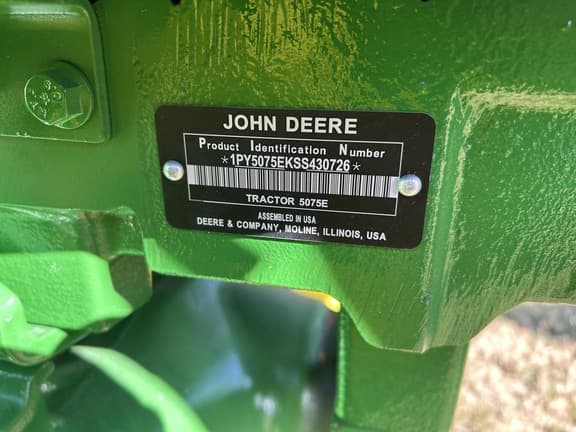 JOHN DEERE
Product Identification Number
*1PY5075EKSS430726*
TRACTOR 5075E
ASSEMBLED IN USA
DEERE & COMPANY, MOLINE, ILLINOIS, USA